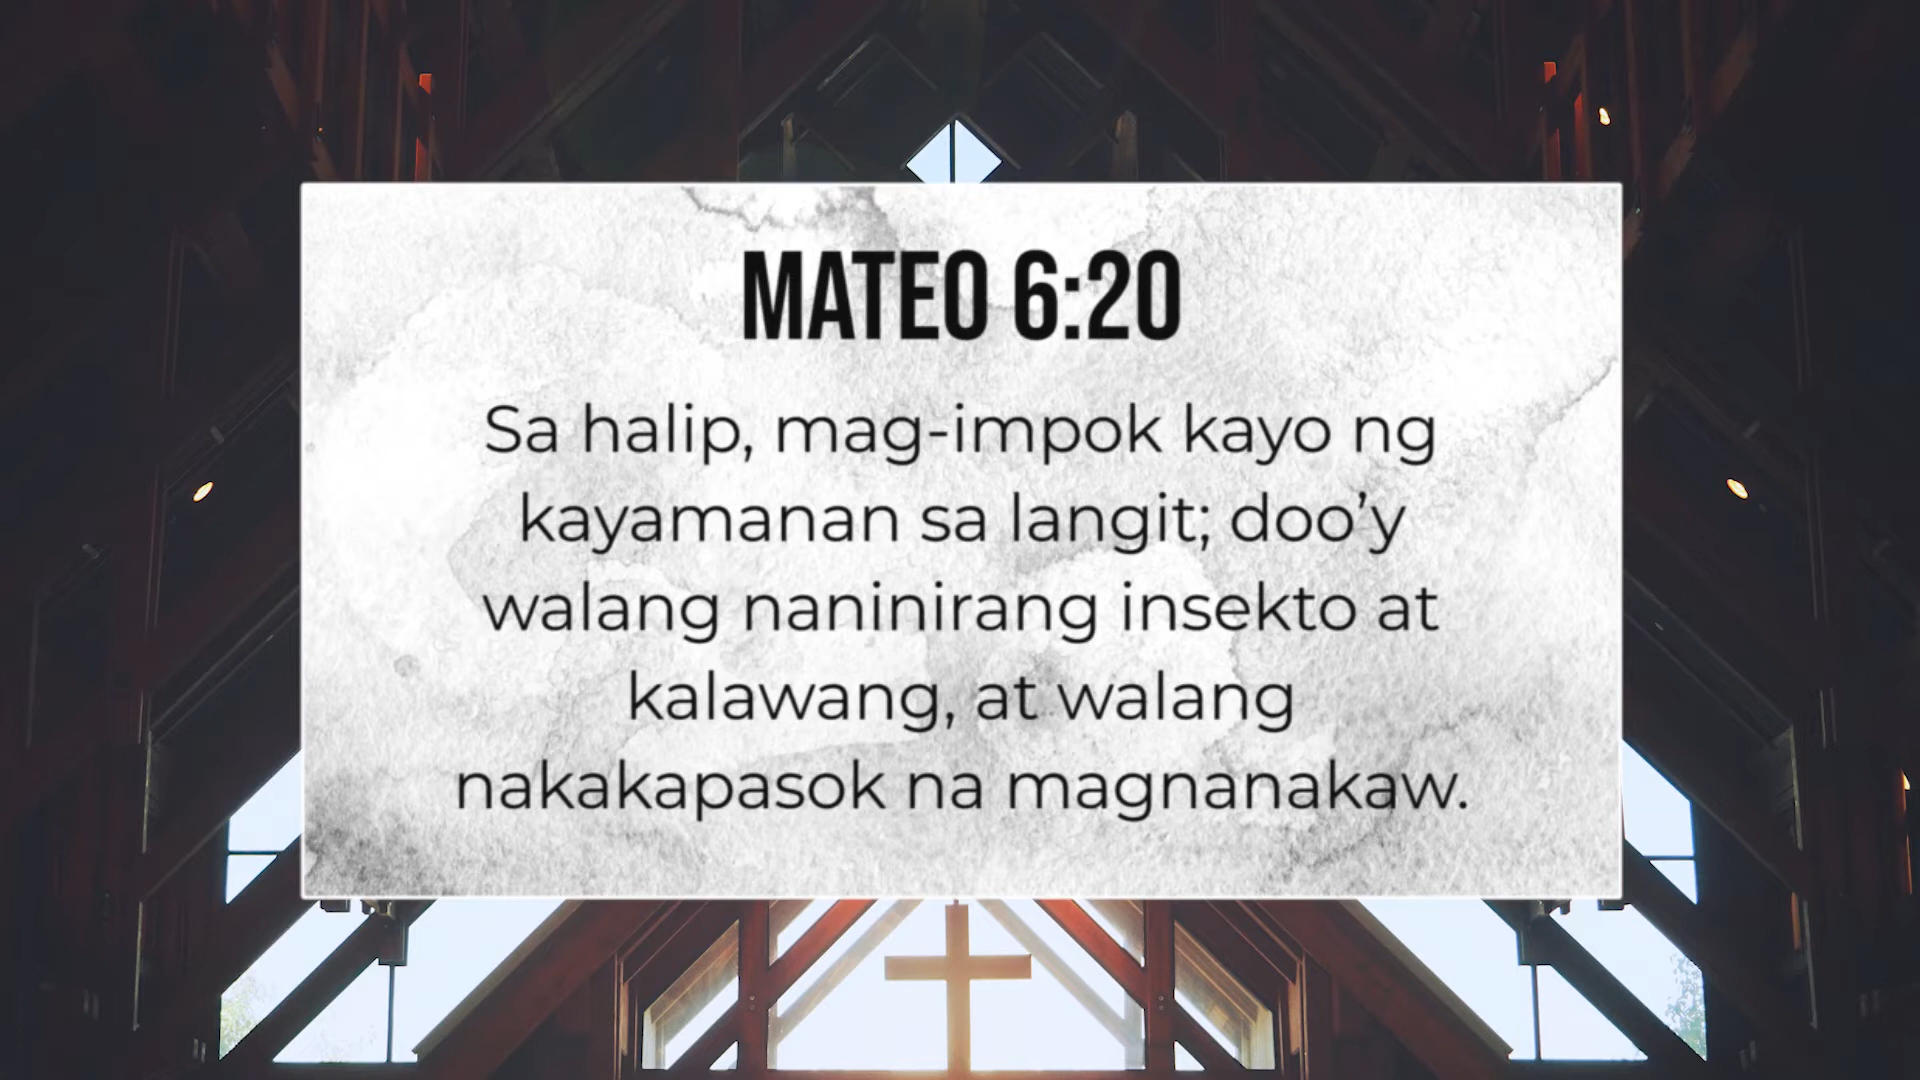 MATEO 6:20
Sa halip, mag-impok kayo ng
kayamanan sa langit; doo’y
walang naninirang insekto at
kalawang, at walang
nakakapasok na magnanakaw.